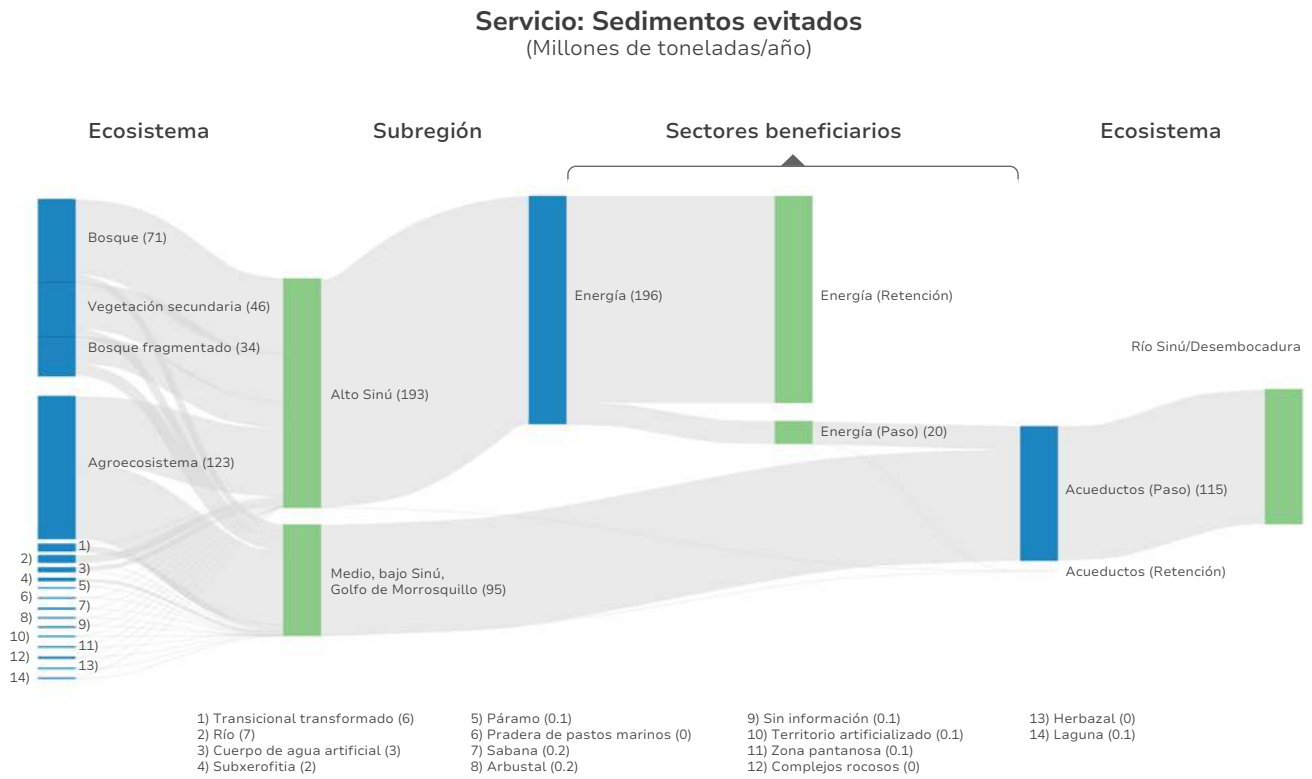 Servicio: Sedimentos evitados
(Millones de toneladas/año)
Ecosistema
Subregión
Sectores beneficiarios
Ecosistema
Bosque (71)
Vegetación secundaria (46)
Bosque fragmentado (34)
Agroecosistema (123)
1)
2)
3)
4)
5)
6)
7)
8)
9)
10)
11)
12)
13)
14)
Alto Sinú (193)
Medio, bajo Sinú,
Golfo de Morrosquillo (95)
Energía (196)
Energía (Retención)
Energía (Paso) (20)
Río Sinú/Desembocadura
Acueductos (Paso) (115)
Acueductos (Retención)
1) Transicional transformado (6)
2) Río (7)
3) Cuerpo de agua artificial (3)
4) Subxerofitia (2)
5) Páramo (0.1)
6) Pradera de pastos marinos (0)
7) Sabana (0.2)
8) Arbustal (0.2)
9) Sin información (0.1)
10) Territorio artificializado (0.1)
11) Zona pantanosa (0.1)
12) Complejos rocosos (0)
13) Herbazal (0)
14) Laguna (0.1)